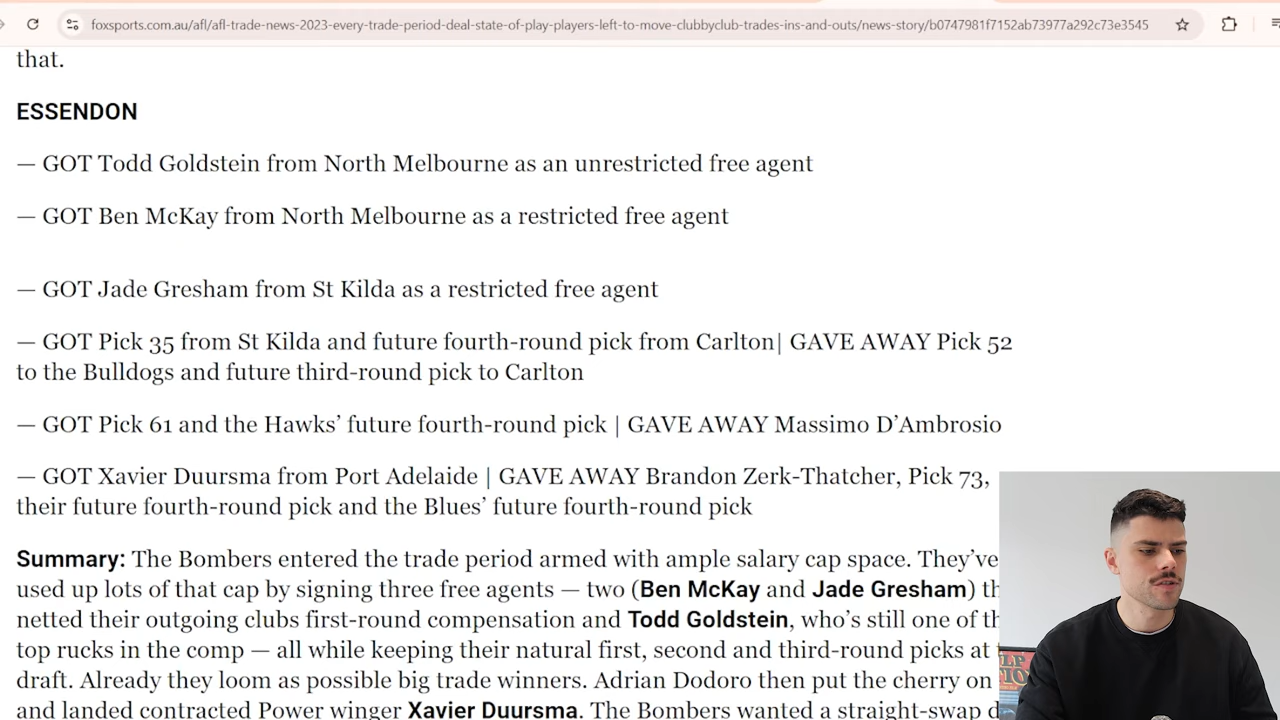 foxsports.com.au/afl/afl-trade-news-2023-every-trade-period-deal-state-of-play-players-left-to-move-clubbyclub-trades-ins-and-outs/news-story/b0747981f7152ab73977a292c73e3545
that.
ESSENDON
— GOT Todd Goldstein from North Melbourne as an unrestricted free agent
— GOT Ben McKay from North Melbourne as a restricted free agent
— GOT Jade Gresham from St Kilda as a restricted free agent
— GOT Pick 35 from St Kilda and future fourth-round pick from Carlton| GAVE AWAY Pick 52
to the Bulldogs and future third-round pick to Carlton
— GOT Pick 61 and the Hawks’ future fourth-round pick | GAVE AWAY Massimo D’Ambrosio
— GOT Xavier Duursma from Port Adelaide | GAVE AWAY Brandon Zerk-Thatcher, Pick 73,
their future fourth-round pick and the Blues’ future fourth-round pick
Summary: The Bombers entered the trade period armed with ample salary cap space. They’ve
used up lots of that cap by signing three free agents — two (Ben McKay and Jade Gresham)
netted their outgoing clubs first-round compensation and Todd Goldstein, who’s still one of
top rucks in the comp — all while keeping their natural first, second and third-round picks at
draft. Already they loom as possible big trade winners. Adrian Dodoro then put the cherry on
and landed contracted Power winger Xavier Duursma. The Bombers wanted a straight-swap